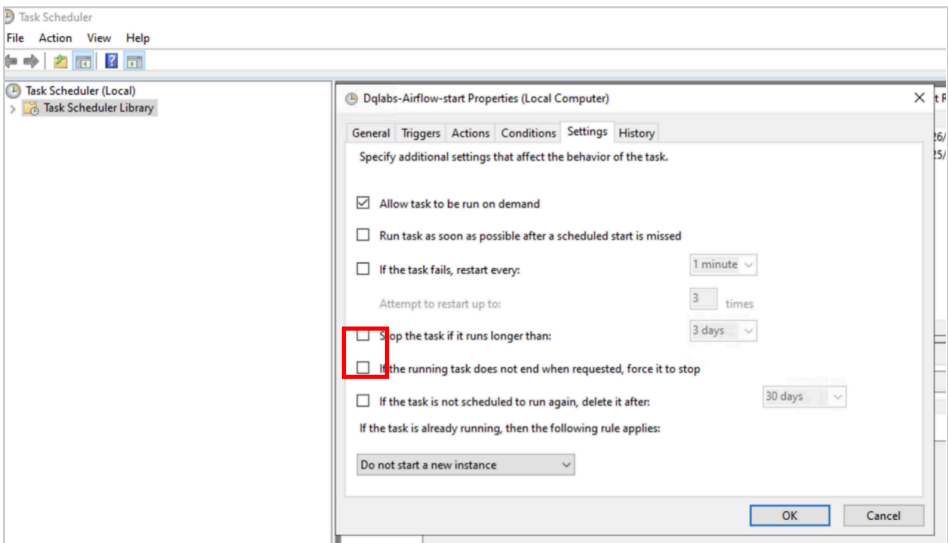 Task Scheduler
File Action View Help
Task Scheduler (Local)
Task Scheduler Library
Dqlabs-Airflow-start Properties (Local Computer)
General Triggers Actions Conditions Settings History
Specify additional settings that affect the behavior of the task.
Allow task to be run on demand
Run task as soon as possible after a scheduled start is missed
If the task fails, restart every: 1 minute
Attempt to restart up to: 3 times
Stop the task if it runs longer than: 3 days
If the running task does not end when requested, force it to stop
If the task is not scheduled to run again, delete it after: 30 days
If the task is already running, then the following rule applies:
Do not start a new instance
OK Cancel